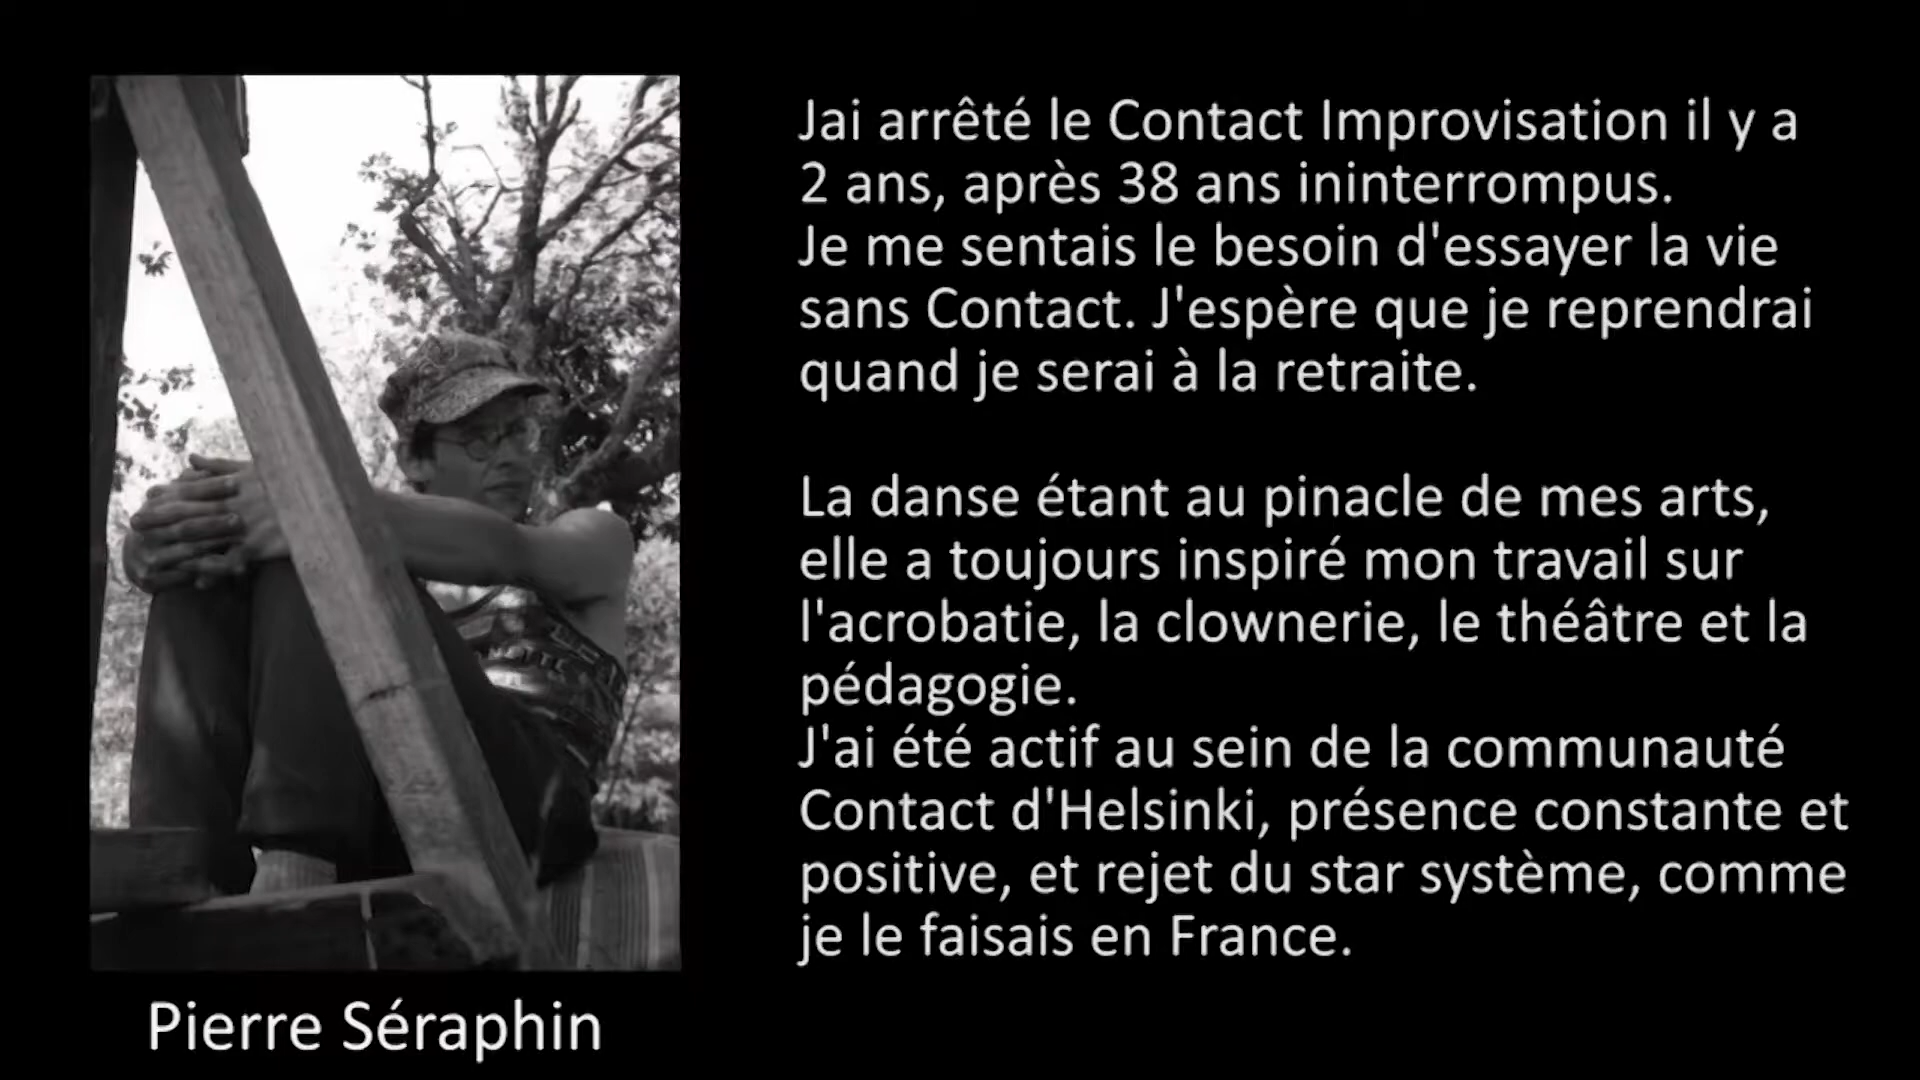 Jai arrêté le Contact Improvisation il y a
2 ans, après 38 ans ininterrompus.
Je me sentais le besoin d'essayer la vie
sans Contact. J'espère que je reprendrai
quand je serai à la retraite.
La danse étant au pinacle de mes arts,
elle a toujours inspiré mon travail sur
l'acrobatie, la clownerie, le théâtre et la
pédagogie.
J'ai été actif au sein de la communauté
Contact d'Helsinki, présence constante et
positive, et rejet du star système, comme
je le faisais en France.
Pierre Séraphin